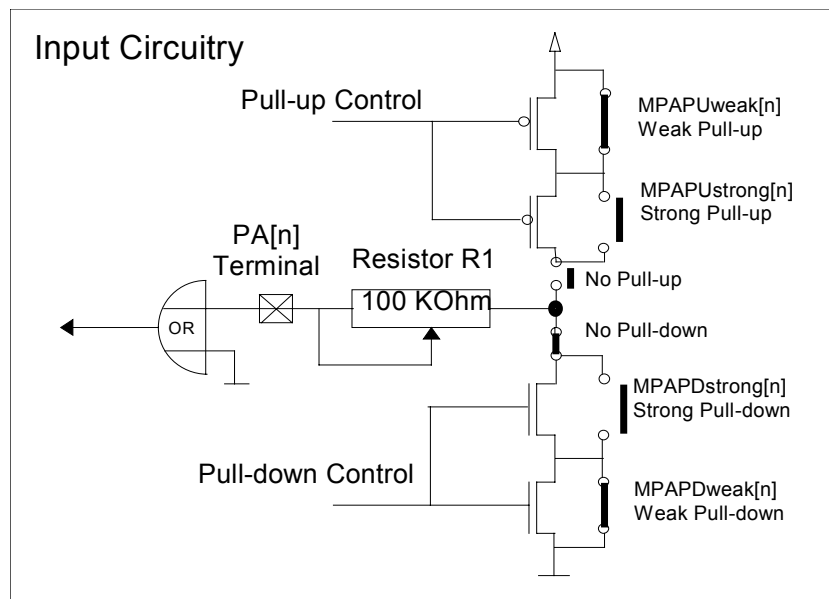 Input Circuitry
Pull-up Control
MPAPUweak[n]
Weak Pull-up
MPAPUstrong[n]
Strong Pull-up
PA[n]
Terminal
Resistor R1
100 KOhm
No Pull-up
OR
No Pull-down
MPAPDstrong[n]
Strong Pull-down
Pull-down Control
MPAPDweak[n]
Weak Pull-down